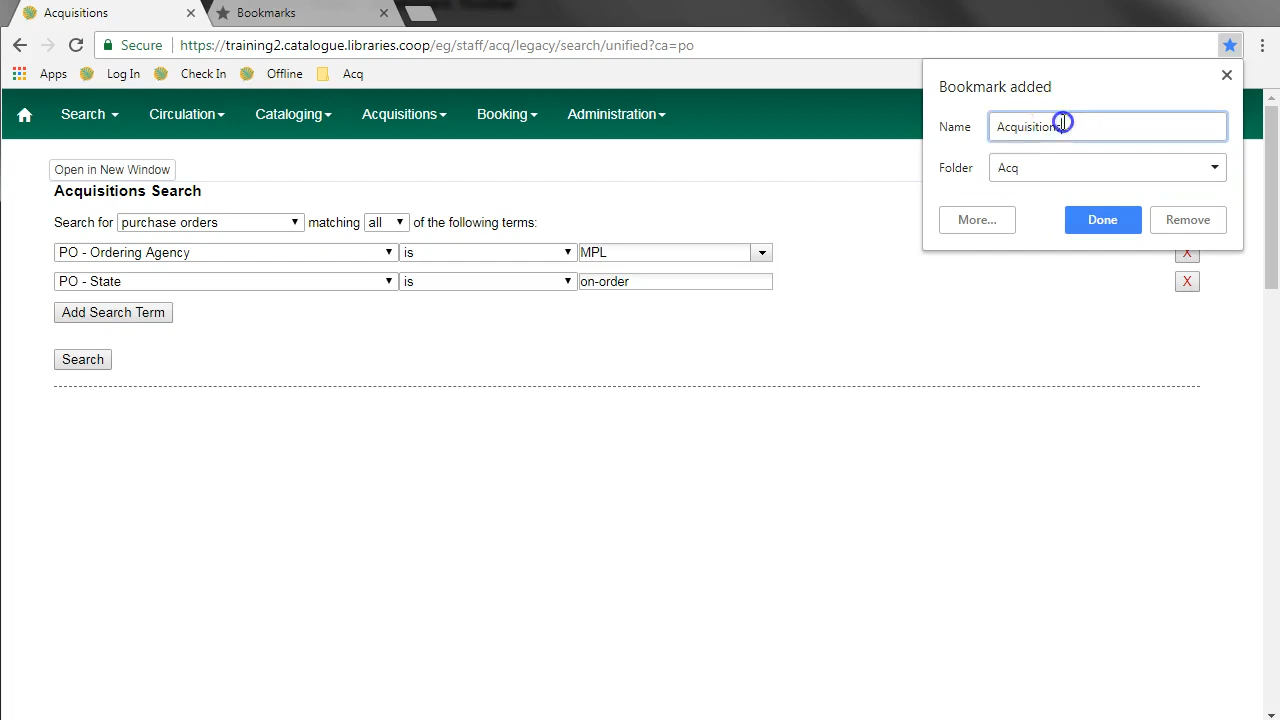 Acquisitions
Bookmarks
Secure https://training2.catalogue.libraries.coop/eg/staff/acq/legacy/search/unified?ca=po
Apps Log In Check In Offline Acq
Search Circulation Cataloging Acquisitions Booking Administration
Bookmark added
Name Acquisitions
Folder Acq
More... Done Remove
Open in New Window
Acquisitions Search
Search for purchase orders matching all of the following terms:
PO - Ordering Agency is MPL X
PO - State is on-order X
Add Search Term
Search